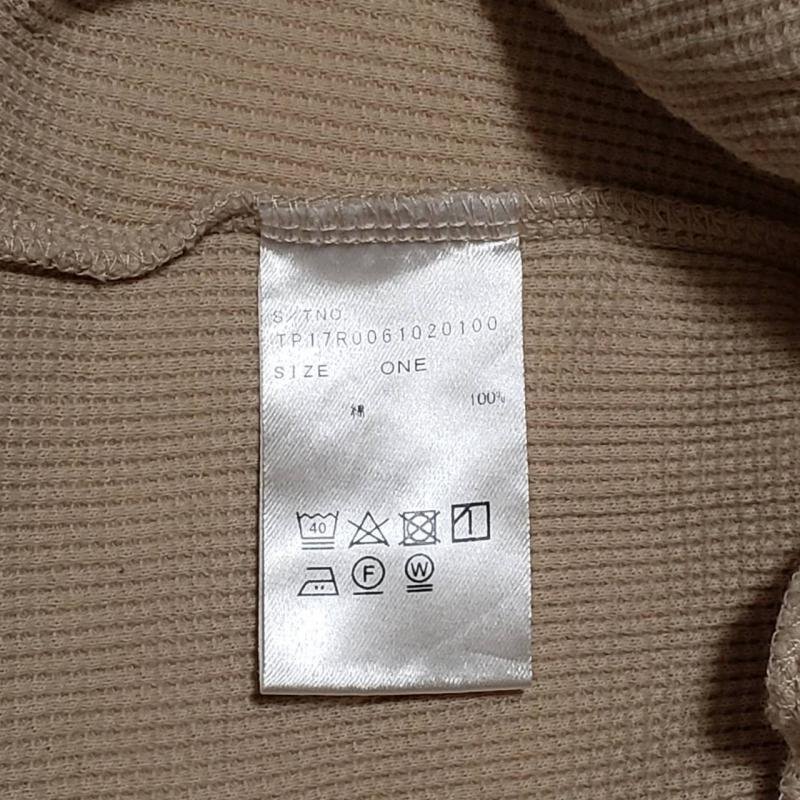 S/TNO.
TP17R0061020100
SIZE ONE
綿 100%
40
F W